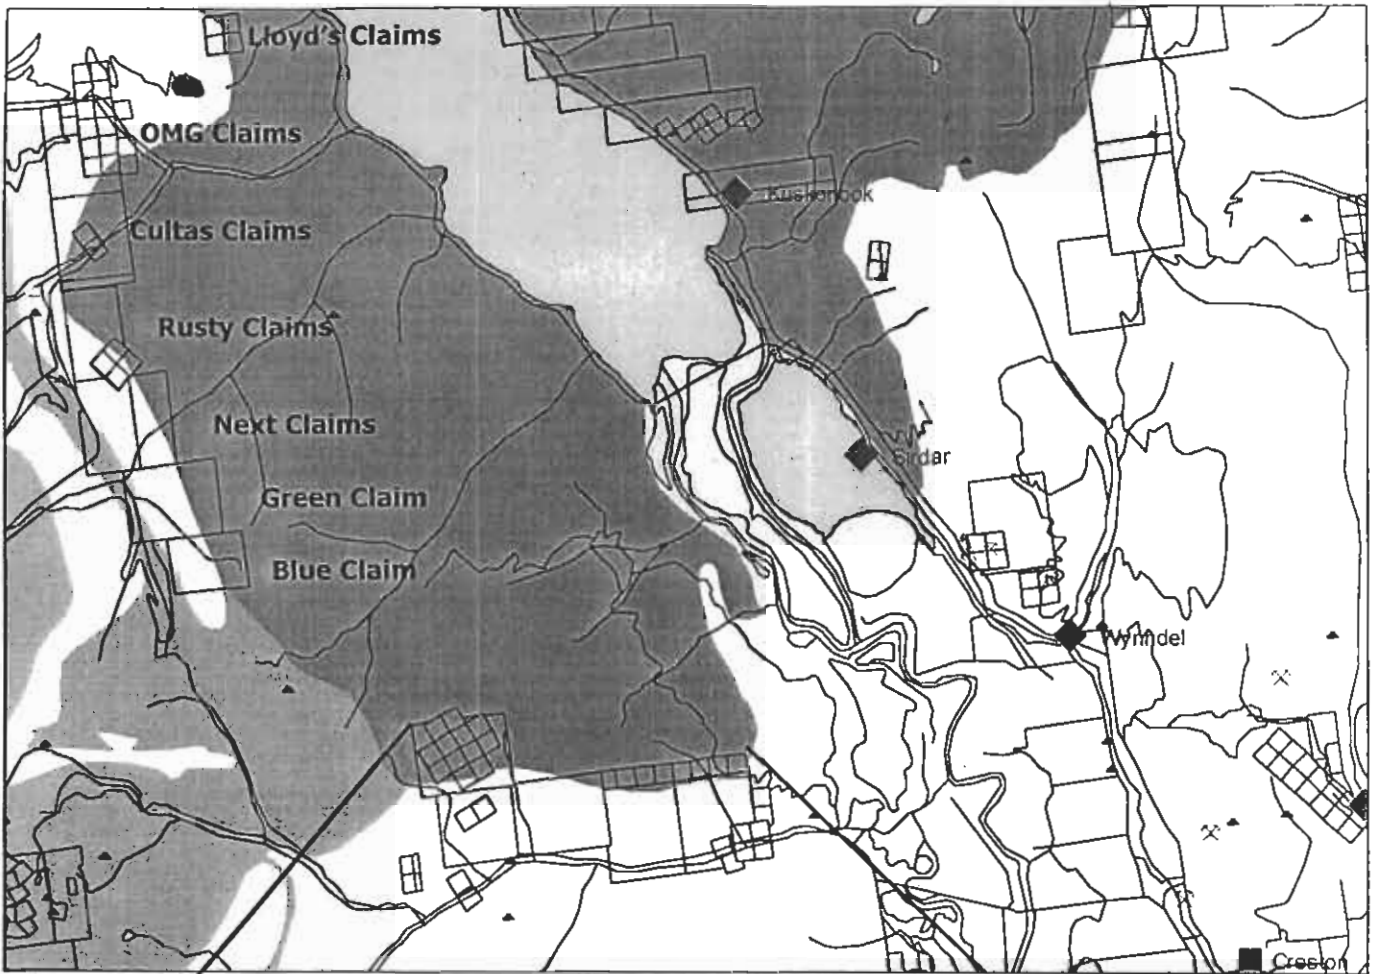 Lloyd's Claims
OMG Claims
Kuskonook
Cultas Claims
Rusty Claims
Next Claims
Sirdar
Green Claim
Blue Claim
Wynndel
Creston